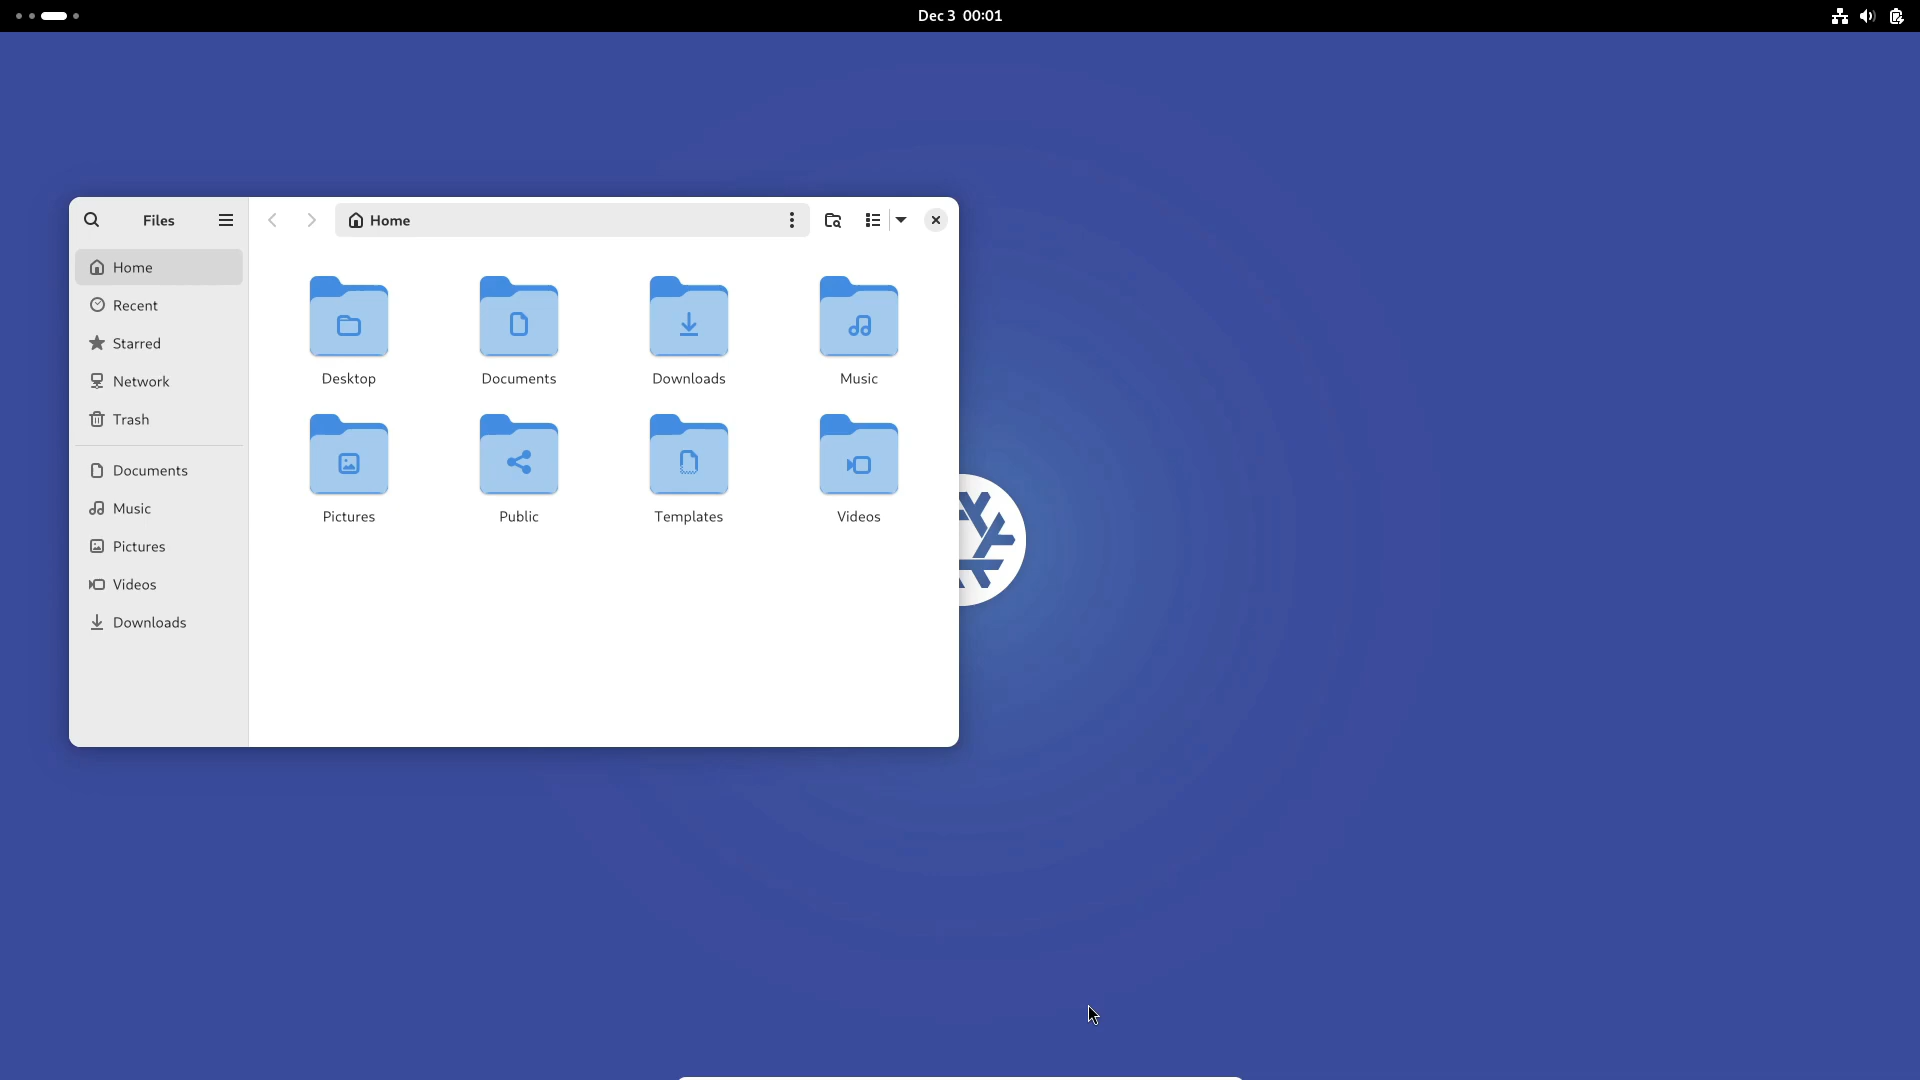 Dec 3 00:01
Files
Home
Home
Recent
Starred
Network
Trash
Documents
Music
Pictures
Videos
Downloads
Desktop
Documents
Downloads
Music
Pictures
Public
Templates
Videos